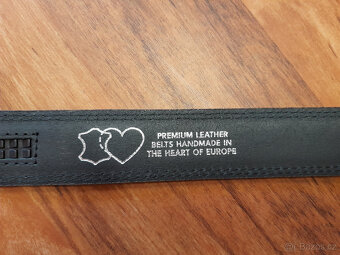 PREMIUM LEATHER
BELTS HANDMADE IN
THE HEART OF EUROPE